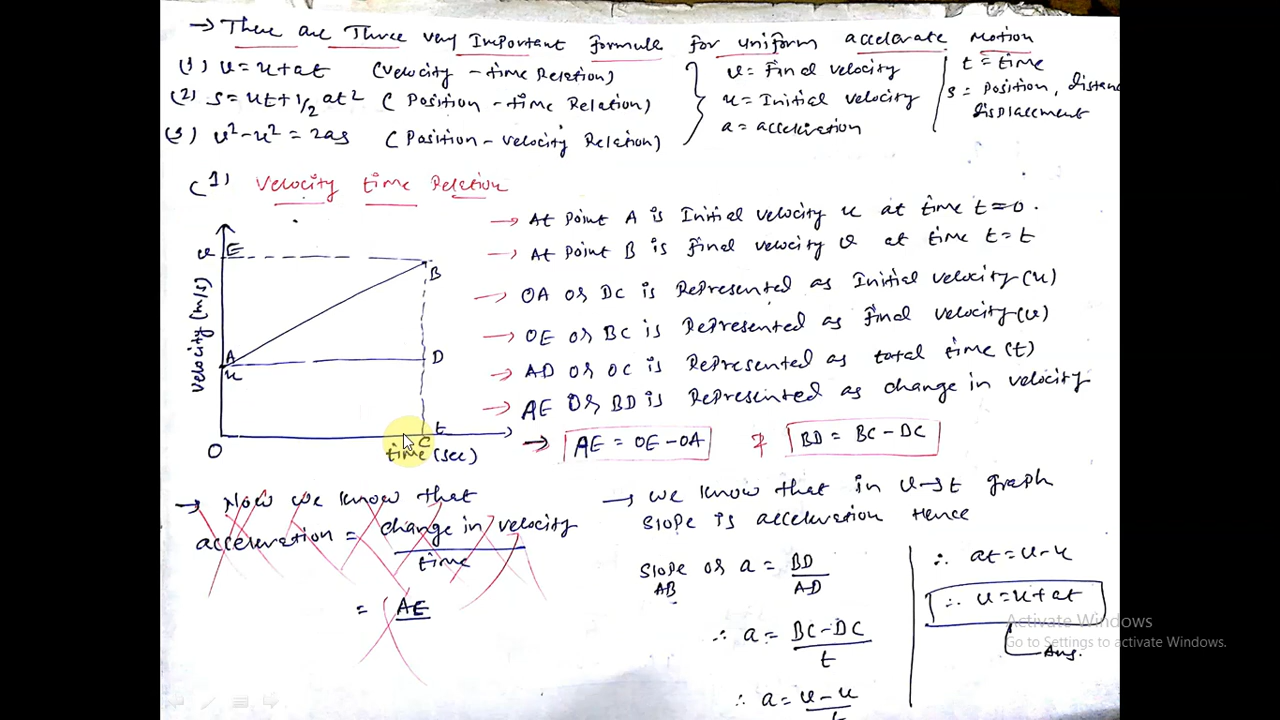 → There are Three very Important formule for uniform accelerate motion
(1) v = u + at (velocity - time Relation)
(2) s = ut + 1/2 at² ( Position - time Relation)
(3) v² - u² = 2as ( Position - velocity Relation)
v = Final velocity
u = Initial velocity
a = acceleration
t = time
s = Position, distanc
displacement
(1) Velocity time Relation
v E
B
A
u
D
O
C t
Velocity (m/s)
time (sec)
→ At Point A is Initial velocity u at time t = 0.
→ At Point B is final velocity v at time t = t
→ OA or DC is Represented as Initial velocity (u)
→ OE or BC is Represented as final velocity (v)
→ AD or OC is Represented as total time (t)
→ AE or BD is Represented as change in velocity
→ AE = OE - OA & BD = BC - DC
→ Now we know that
acceleration = change in velocity
time
= AE
→ we know that in v → t graph
slope is acceleration Hence
Slope or a = BD
AB AD
∴ a = BC - DC
t
∴ a = v - u
t
∴ at = v - u
∴ v = u + at
Ans.
Activate Windows
Go to Settings to activate Windows.